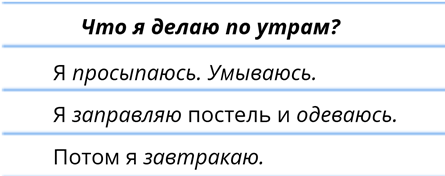 Что я делаю по утрам?
Я просыпаюсь. Умываюсь.
Я заправляю постель и одеваюсь.
Потом я завтракаю.